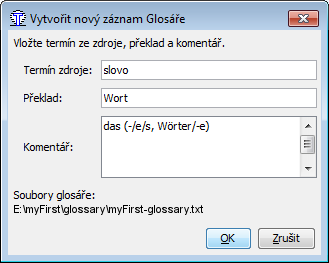 Vytvořit nový záznam Glosáře
Vložte termín ze zdroje, překlad a komentář.
Termín zdroje: slovo
Překlad: Wort
das (-/e/s, Wörter/-e)
Komentář:
Soubory glosáře:
E:\myFirst\glossary\myFirst-glossary.txt
OK Zrušit